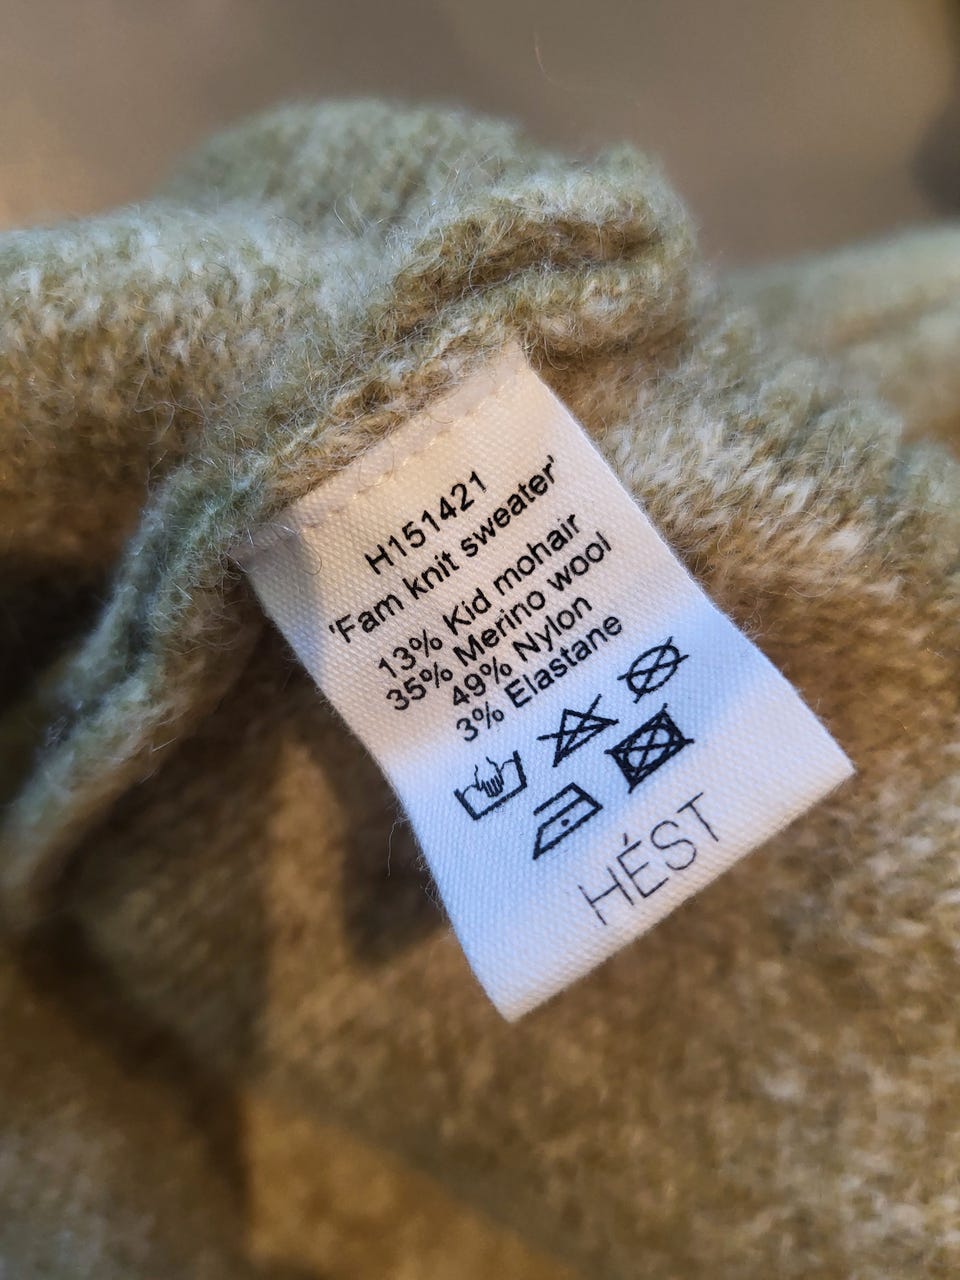 H151421
'Fam knit sweater'
13% Kid mohair
35% Merino wool
49% Nylon
3% Elastane
HÉST